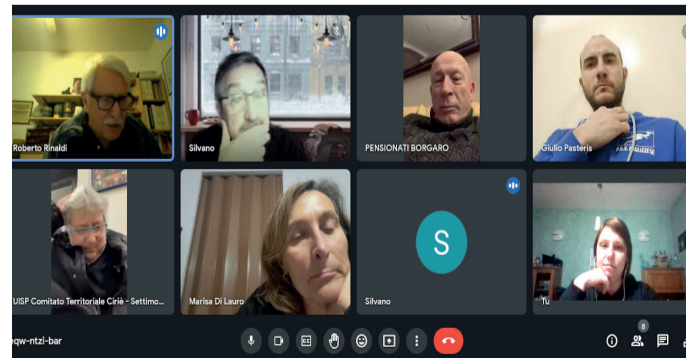 Roberto Rinaldi
Silvano
PENSIONATI BORGARO
Giulio Pasteris
UISP Comitato Territoriale Ciriè - Settimo...
Marisa Di Lauro
S
Silvano
Tu
eqw-ntzi-bar
CC
8